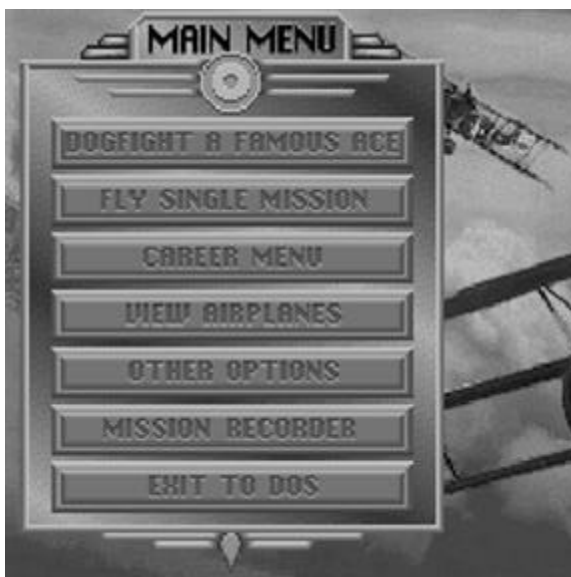 MAIN MENU
DOGFIGHT A FAMOUS ACE
FLY SINGLE MISSION
CAREER MENU
VIEW AIRPLANES
OTHER OPTIONS
MISSION RECORDER
EXIT TO DOS